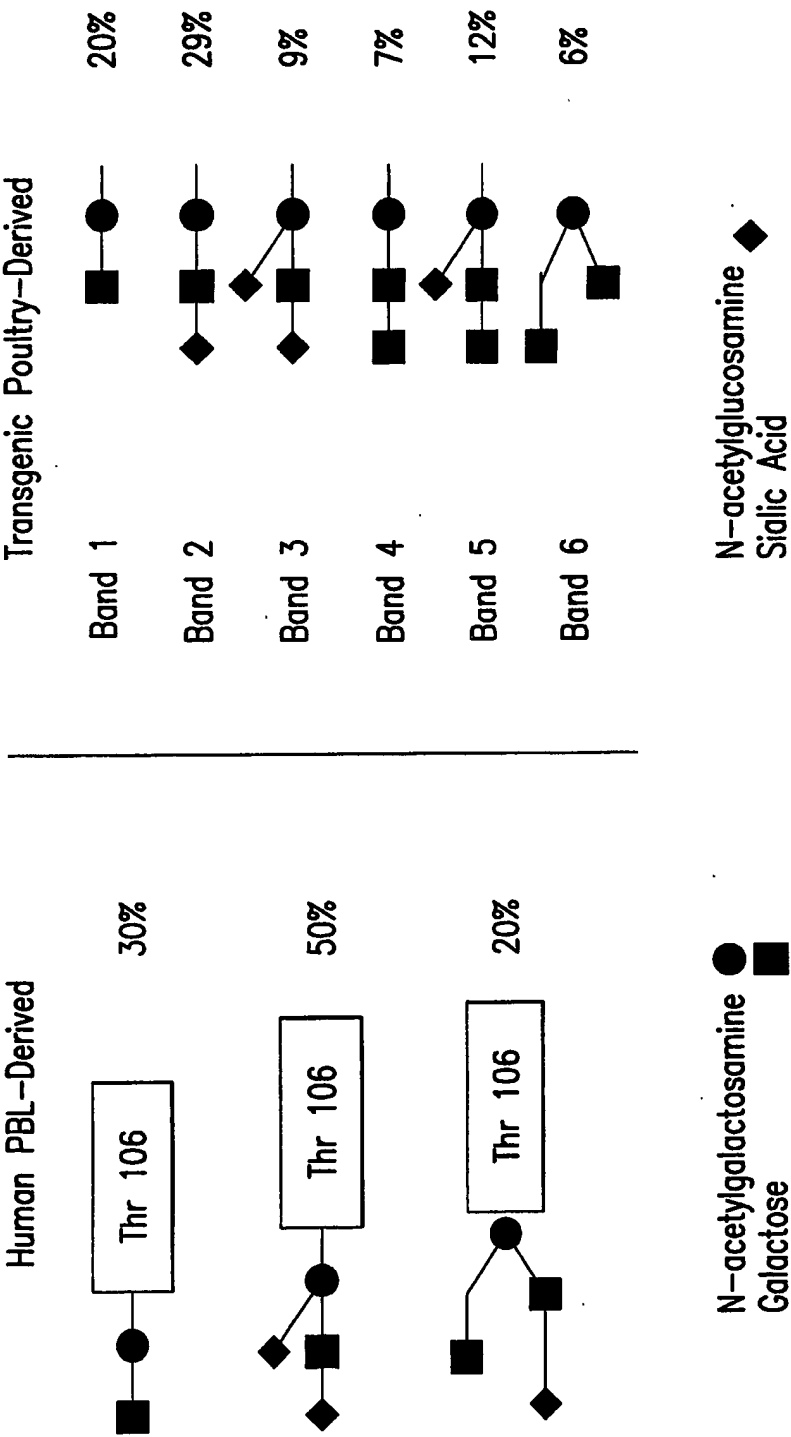 Human PBL-Derived
Thr 106
30%
Thr 106
50%
Thr 106
20%
Transgenic Poultry-Derived
Band 1
20%
Band 2
29%
Band 3
9%
Band 4
7%
Band 5
12%
Band 6
6%
N-acetylgalactosamine
Galactose
N-acetylglucosamine
Sialic Acid